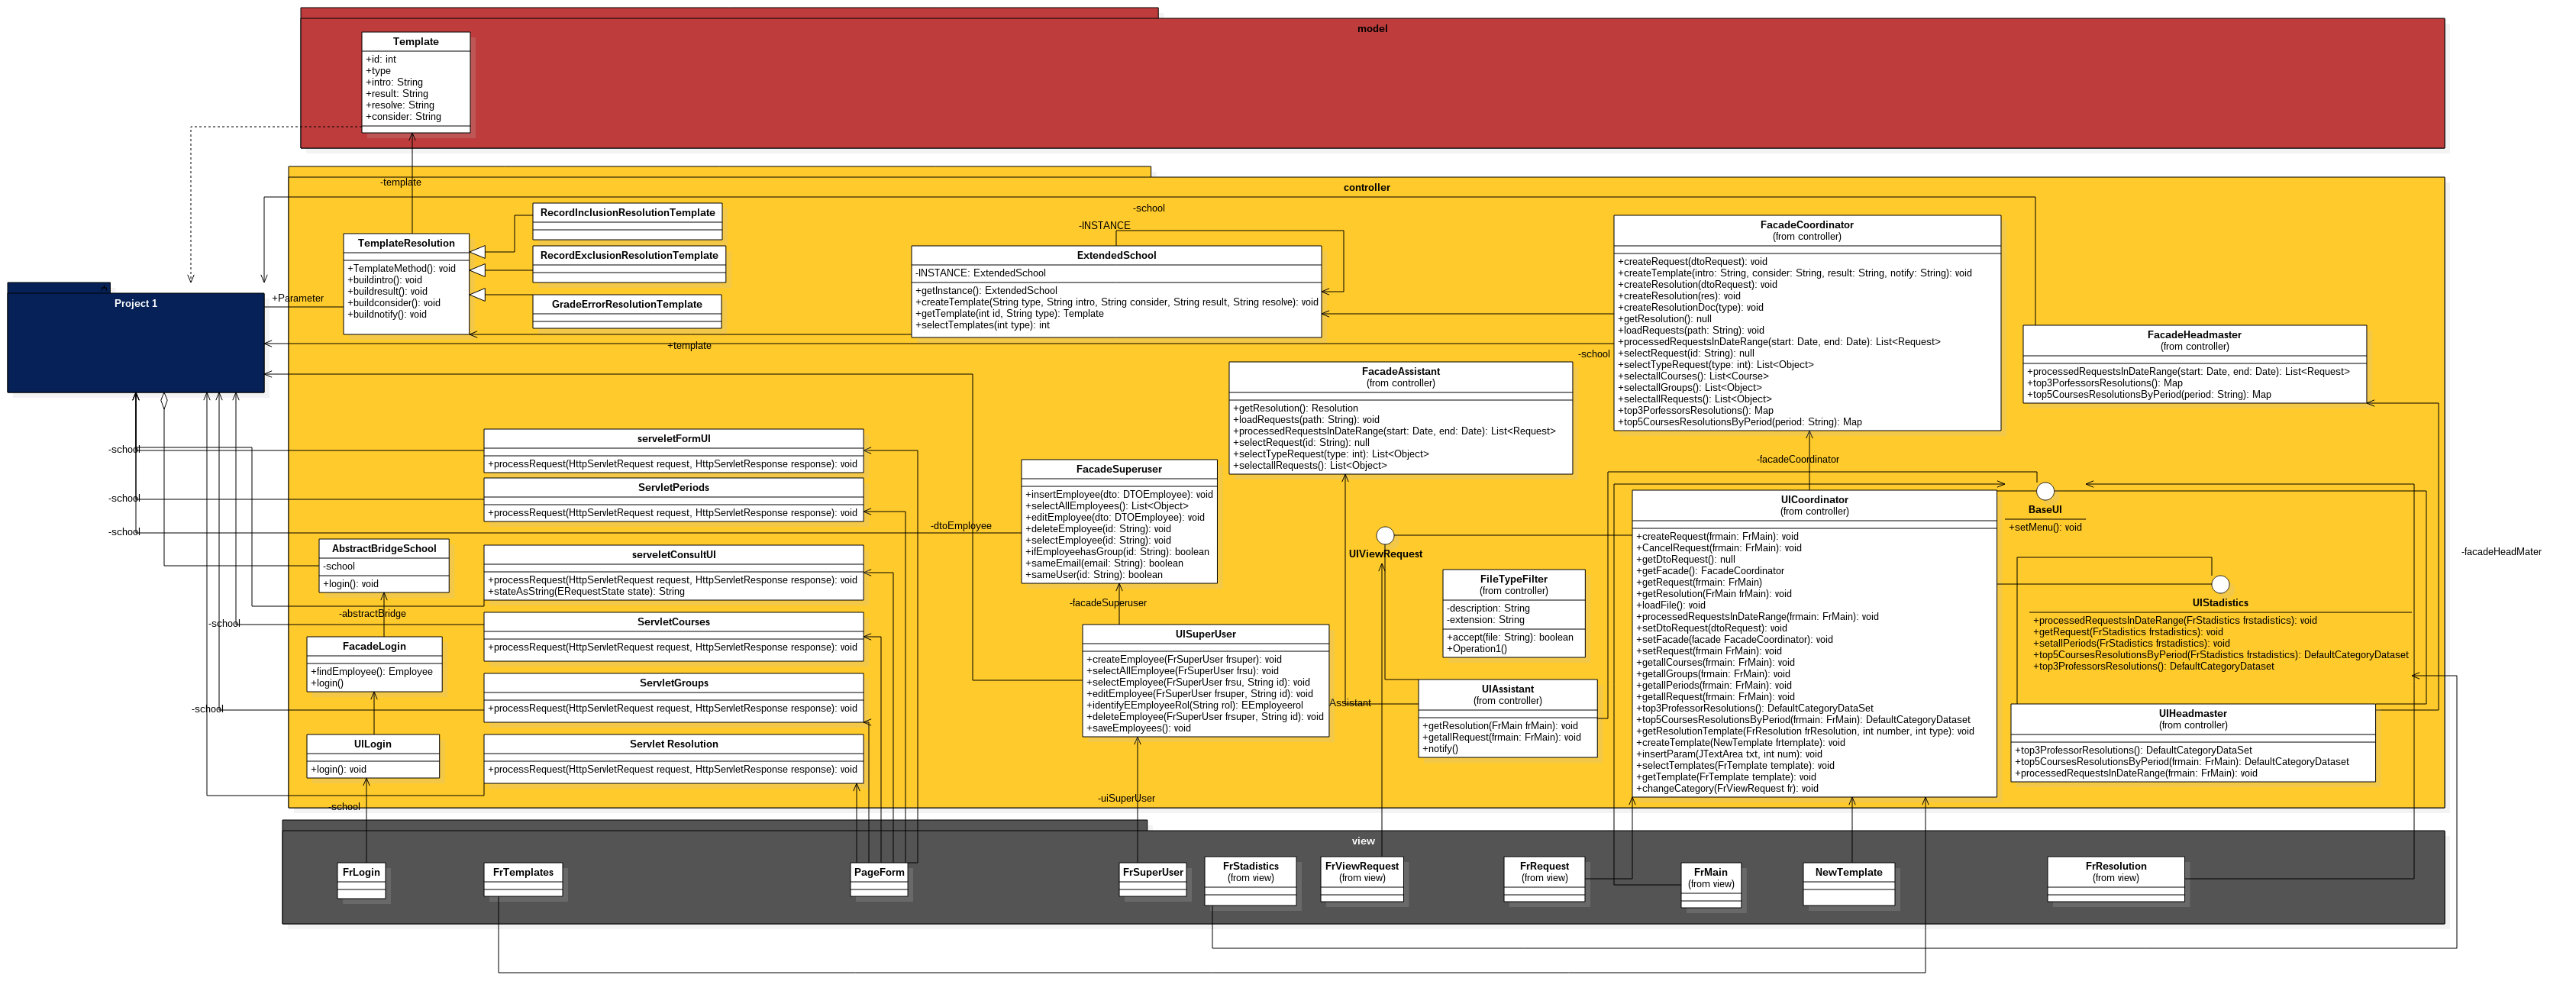 model
Template
+id: int
+type
+intro: String
+result: String
+resolve: String
+consider: String
-template
controller
-school
RecordInclusionResolutionTemplate
RecordExclusionResolutionTemplate
GradeErrorResolutionTemplate
TemplateResolution
+TemplateMethod(): void
+buildintro(): void
+buildresult(): void
+buildconsider(): void
+buildnotify(): void
-INSTANCE
ExtendedSchool
-INSTANCE: ExtendedSchool
+getInstance(): ExtendedSchool
+createTemplate(String type, String intro, String consider, String result, String resolve): void
+getTemplate(int id, String type): Template
+selectTemplates(int type): int
FacadeCoordinator
(from controller)
+createRequest(dtoRequest): void
+createTemplate(intro: String, consider: String, result: String, notify: String): void
+createResolution(dtoRequest): void
+createResolution(res): void
+createResolutionDoc(type): void
+getResolution(): null
+loadRequests(path: String): void
+processedRequestsInDateRange(start: Date, end: Date): List<Request>
+selectRequest(id: String): null
+selectTypeRequest(type: int): List<Object>
+selectallCourses(): List<Course>
+selectallGroups(): List<Object>
+selectallRequests(): List<Object>
+top3PorfessorsResolutions(): Map
+top5CoursesResolutionsByPeriod(period: String): Map
FacadeHeadmaster
(from controller)
+processedRequestsInDateRange(start: Date, end: Date): List<Request>
+top3PorfessorsResolutions(): Map
+top5CoursesResolutionsByPeriod(period: String): Map
Project 1
+Parameter
+template
-school
FacadeAssistant
(from controller)
+getResolution(): Resolution
+loadRequests(path: String): void
+processedRequestsInDateRange(start: Date, end: Date): List<Request>
+selectRequest(id: String): null
+selectTypeRequest(type: int): List<Object>
+selectallRequests(): List<Object>
serveletFormUI
+processRequest(HttpServletRequest request, HttpServletResponse response): void
-school
ServletPeriods
+processRequest(HttpServletRequest request, HttpServletResponse response): void
-school
-school
FacadeSuperuser
+insertEmployee(dto: DTOEmployee): void
+selectAllEmployees(): List<Object>
+editEmployee(dto: DTOEmployee): void
+deleteEmployee(id: String): void
+selectEmployee(id: String): void
+ifEmployeehasGroup(id: String): boolean
+sameEmail(email: String): boolean
+sameUser(id: String): boolean
-dtoEmployee
-facadeCoordinator
AbstractBridgeSchool
-school
+login(): void
serveletConsultUI
+processRequest(HttpServletRequest request, HttpServletResponse response): void
+stateAsString(ERequestState state): String
UIViewRequest
UICoordinator
(from controller)
+createRequest(frmain: FrMain): void
+CancelRequest(frmain: FrMain): void
+getDtoRequest(): null
+getFacade(): FacadeCoordinator
+getRequest(frmain: FrMain)
+getResolution(FrMain frMain): void
+loadFile(): void
+processedRequestsInDateRange(frmain: FrMain): void
+setDtoRequest(dtoRequest): void
+setFacade(facade FacadeCoordinator): void
+setRequest(frmain FrMain): void
+getallCourses(frmain: FrMain): void
+getallGroups(frmain: FrMain): void
+getallPeriods(frmain: FrMain): void
+getallRequest(frmain: FrMain): void
+top3ProfessorResolutions(): DefaultCategoryDataSet
+top5CoursesResolutionsByPeriod(frmain: FrMain): DefaultCategoryDataset
+getResolutionTemplate(FrResolution frResolution, int number, int type): void
+createTemplate(NewTemplate frtemplate): void
+insertParam(JTextArea txt, int num): void
+selectTemplates(FrTemplate template): void
+getTemplate(FrTemplate template): void
+changeCategory(FrViewRequest fr): void
BaseUI
+setMenu(): void
-facadeHeadMater
UIStadistics
+processedRequestsInDateRange(FrStadistics frstadistics): void
+getRequest(FrStadistics frstadistics): void
+setallPeriods(FrStadistics frstadistics): void
+top5CoursesResolutionsByPeriod(FrStadistics frstadistics): DefaultCategoryDataset
+top3ProfessorsResolutions(): DefaultCategoryDataset
FileTypeFilter
(from controller)
-description: String
-extension: String
+accept(file: String): boolean
+Operation1()
-abstractBridge
-school
ServletCourses
+processRequest(HttpServletRequest request, HttpServletResponse response): void
-facadeSuperuser
FacadeLogin
+findEmployee(): Employee
+login()
UISuperUser
+createEmployee(FrSuperUser frsuper): void
+selectAllEmployee(FrSuperUser frsu): void
+selectEmployee(FrSuperUser frsu, String id): void
+editEmployee(FrSuperUser frsuper, String id): void
+identifyEEmployeeRol(String rol): EEmployeerol
+deleteEmployee(FrSuperUser frsuper, String id): void
+saveEmployees(): void
Assistant
UIAssistant
(from controller)
+getResolution(FrMain frMain): void
+getallRequest(frmain: FrMain): void
+notify()
ServletGroups
+processRequest(HttpServletRequest request, HttpServletResponse response): void
-school
UIHeadmaster
(from controller)
+top3ProfessorResolutions(): DefaultCategoryDataSet
+top5CoursesResolutionsByPeriod(frmain: FrMain): DefaultCategoryDataset
+processedRequestsInDateRange(frmain: FrMain): void
UILogin
+login(): void
Servlet Resolution
+processRequest(HttpServletRequest request, HttpServletResponse response): void
-school
-uiSuperUser
view
FrLogin
FrTemplates
PageForm
FrSuperUser
FrStadistics
(from view)
FrViewRequest
(from view)
FrRequest
(from view)
FrMain
(from view)
NewTemplate
FrResolution
(from view)